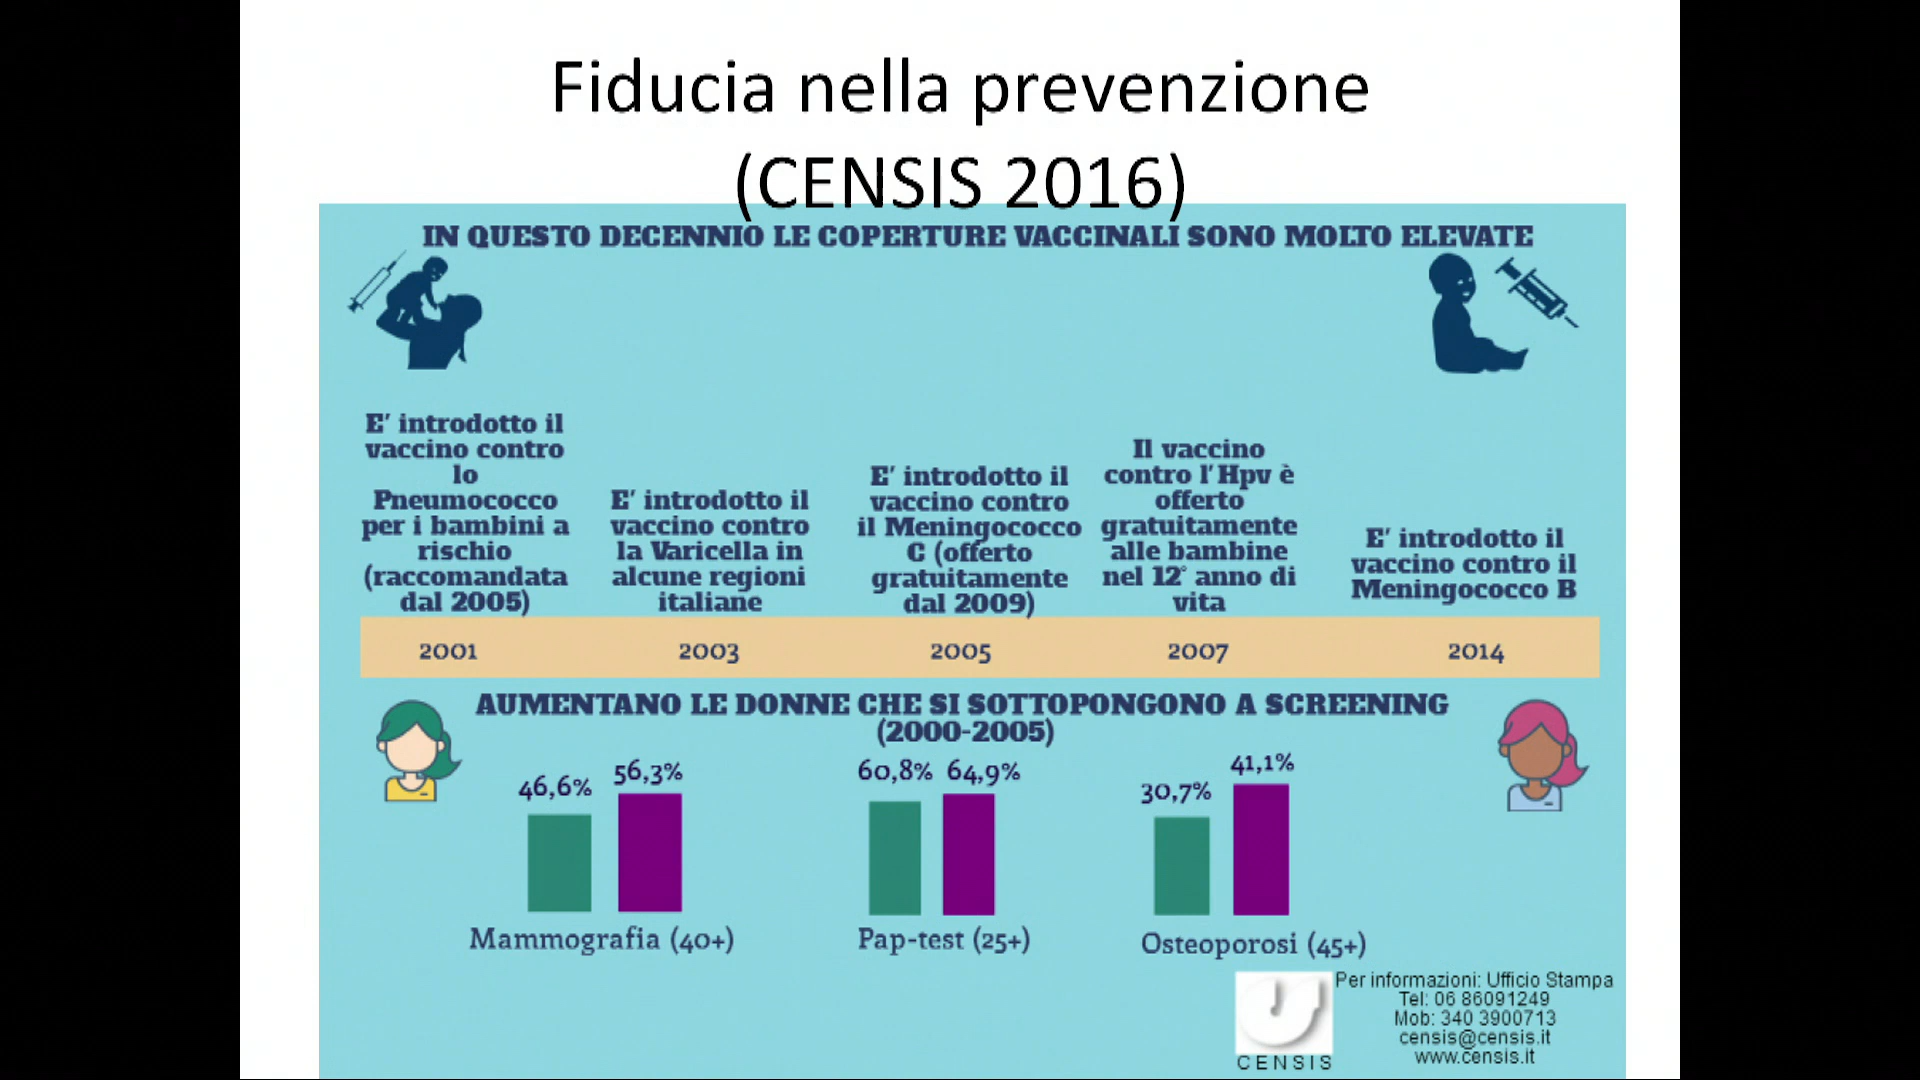 Fiducia nella prevenzione
(CENSIS 2016)
IN QUESTO DECENNIO LE COPERTURE VACCINALI SONO MOLTO ELEVATE
E' introdotto il
vaccino contro
lo
Pneumococco
per i bambini a
rischio
(raccomandata
dal 2005)
E' introdotto il
vaccino contro
la Varicella in
alcune regioni
italiane
E' introdotto il
vaccino contro
il Meningococco
C (offerto
gratuitamente
dal 2009)
Il vaccino
contro l'Hpv è
offerto
gratuitamente
alle bambine
nel 12° anno di
vita
E' introdotto il
vaccino contro il
Meningococco B
2001 2003 2005 2007 2014
AUMENTANO LE DONNE CHE SI SOTTOPONGONO A SCREENING
(2000-2005)
46,6% 56,3%
Mammografia (40+)
60,8% 64,9%
Pap-test (25+)
30,7% 41,1%
Osteoporosi (45+)
CENSIS
Per informazioni: Ufficio Stampa
Tel: 06 86091249
Mob: 340 3900713
censis@censis.it
www.censis.it